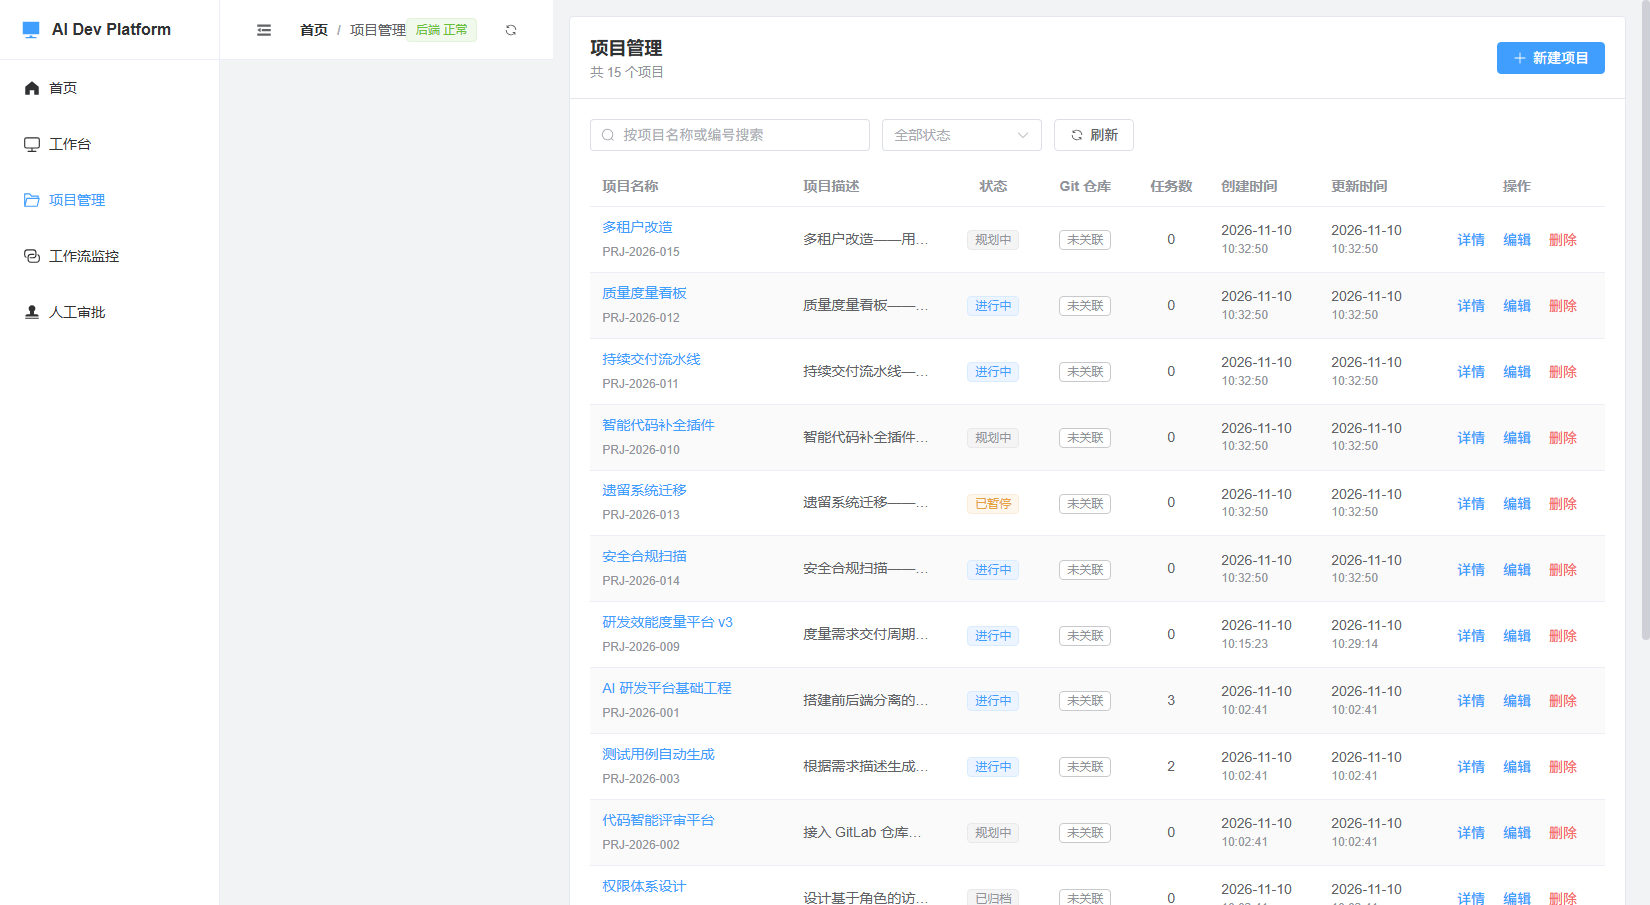 AI Dev Platform
首页 / 项目管理 后端 正常
首页
工作台
项目管理
工作流监控
人工审批
项目管理
共 15 个项目
新建项目
按项目名称或编号搜索 全部状态 刷新
项目名称 项目描述 状态 Git 仓库 任务数 创建时间 更新时间 操作
多租户改造
PRJ-2026-015
多租户改造——用… 规划中 未关联 0 2026-11-10 10:32:50 2026-11-10 10:32:50 详情 编辑 删除
质量度量看板
PRJ-2026-012
质量度量看板——… 进行中 未关联 0 2026-11-10 10:32:50 2026-11-10 10:32:50 详情 编辑 删除
持续交付流水线
PRJ-2026-011
持续交付流水线—… 进行中 未关联 0 2026-11-10 10:32:50 2026-11-10 10:32:50 详情 编辑 删除
智能代码补全插件
PRJ-2026-010
智能代码补全插件… 规划中 未关联 0 2026-11-10 10:32:50 2026-11-10 10:32:50 详情 编辑 删除
遗留系统迁移
PRJ-2026-013
遗留系统迁移——… 已暂停 未关联 0 2026-11-10 10:32:50 2026-11-10 10:32:50 详情 编辑 删除
安全合规扫描
PRJ-2026-014
安全合规扫描——… 进行中 未关联 0 2026-11-10 10:32:50 2026-11-10 10:32:50 详情 编辑 删除
研发效能度量平台 v3
PRJ-2026-009
度量需求交付周期… 进行中 未关联 0 2026-11-10 10:15:23 2026-11-10 10:29:14 详情 编辑 删除
AI 研发平台基础工程
PRJ-2026-001
搭建前后端分离的… 进行中 未关联 3 2026-11-10 10:02:41 2026-11-10 10:02:41 详情 编辑 删除
测试用例自动生成
PRJ-2026-003
根据需求描述生成… 进行中 未关联 2 2026-11-10 10:02:41 2026-11-10 10:02:41 详情 编辑 删除
代码智能评审平台
PRJ-2026-002
接入 GitLab 仓库… 规划中 未关联 0 2026-11-10 10:02:41 2026-11-10 10:02:41 详情 编辑 删除
权限体系设计
设计基于角色的访… 已归档 未关联 0 2026-11-10 2026-11-10 详情 编辑 删除